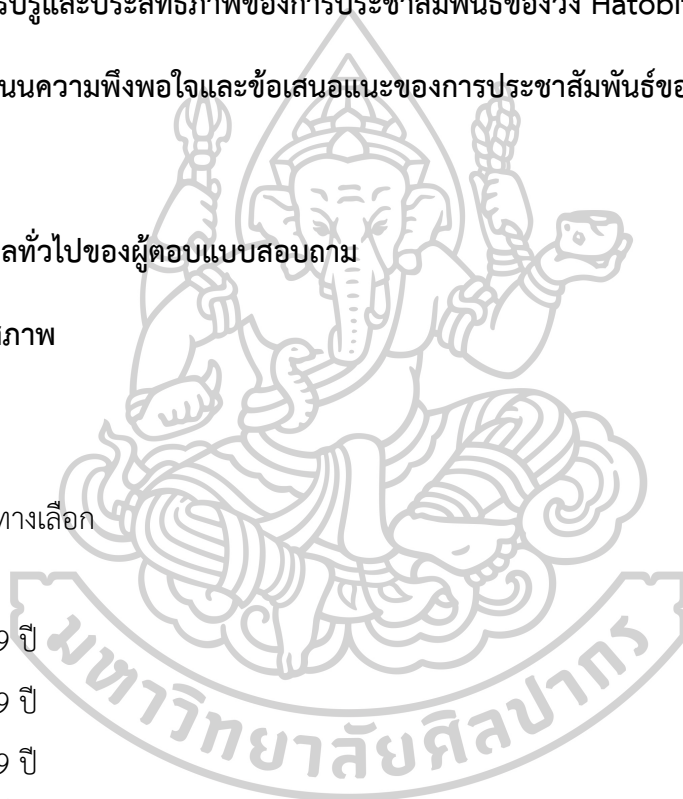 รับรู้และประสิทธิภาพของการประชาสัมพันธ์ของวง Hatobi
นนความพึงพอใจและข้อเสนอแนะของการประชาสัมพันธ์ขอ
ลทั่วไปของผู้ตอบแบบสอบถาม
ภาพ
ทางเลือก
9 ปี
9 ปี
9 ปี
มหาวิทยาลัยศิลปากร